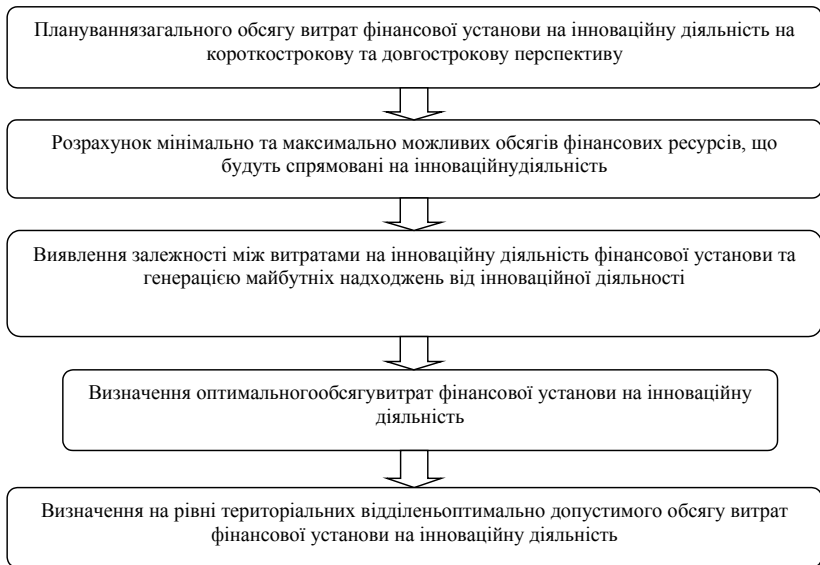 Плануваннязагального обсягу витрат фінансової установи на інноваційну діяльність на
короткострокову та довгострокову перспективу
Розрахунок мінімально та максимально можливих обсягів фінансових ресурсів, що
будуть спрямовані на інноваційнудіяльність
Виявлення залежності між витратами на інноваційну діяльність фінансової установи та
генерацією майбутніх надходжень від інноваційної діяльності
Визначення оптимальногообсягувитрат фінансової установи на інноваційну
діяльність
Визначення на рівні територіальних відділеньоптимально допустимого обсягу витрат
фінансової установи на інноваційну діяльність